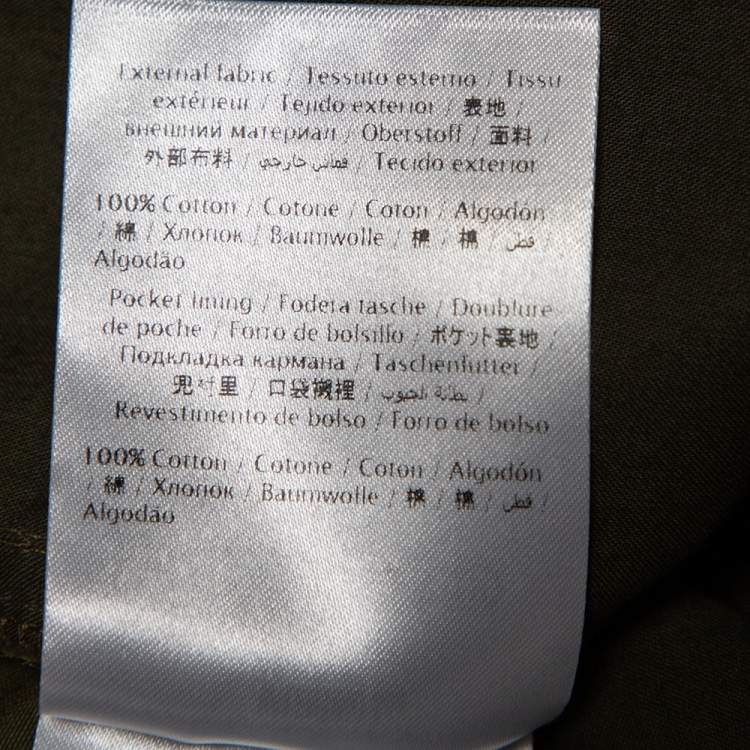 External fabric / Tessuto esterno / Tissu
extérieur / Tejido exterior / 表地 /
внешний материал / Oberstoff / 面料 /
外部布料 / قماش خارجي / Tecido exterior
100% Cotton / Cotone / Coton / Algodón
/ 綿 / Хлопок / Baumwolle / 棉 / 棉 / قطن /
Algodão
Pocket lining / Fodera tasche / Doublure
de poche / Forro de bolsillo / ポケット裏地 /
Подкладка кармана / Taschenfutter /
兜衬里 / 口袋襯裡 / بطانة الجيوب /
Revestimento de bolso / Forro de bolso
100% Cotton / Cotone / Coton / Algodón
/ 綿 / Хлопок / Baumwolle / 棉 / 棉 / قطن /
Algodão